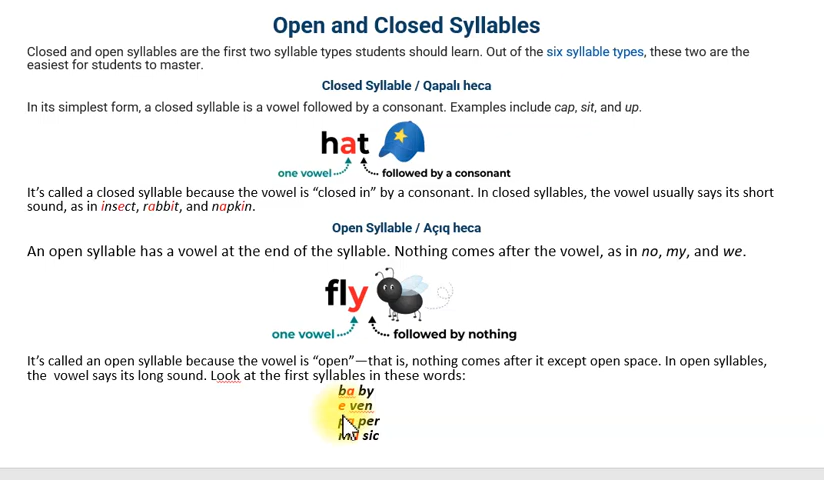 Open and Closed Syllables
Closed and open syllables are the first two syllable types students should learn. Out of the six syllable types, these two are the
easiest for students to master.
Closed Syllable / Qapalı heca
In its simplest form, a closed syllable is a vowel followed by a consonant. Examples include cap, sit, and up.
hat
one vowel followed by a consonant
It's called a closed syllable because the vowel is “closed in” by a consonant. In closed syllables, the vowel usually says its short
sound, as in insect, rabbit, and napkin.
Open Syllable / Açıq heca
An open syllable has a vowel at the end of the syllable. Nothing comes after the vowel, as in no, my, and we.
fly
one vowel followed by nothing
It's called an open syllable because the vowel is “open”—that is, nothing comes after it except open space. In open syllables,
the vowel says its long sound. Look at the first syllables in these words:
ba by
e ven
per
sic